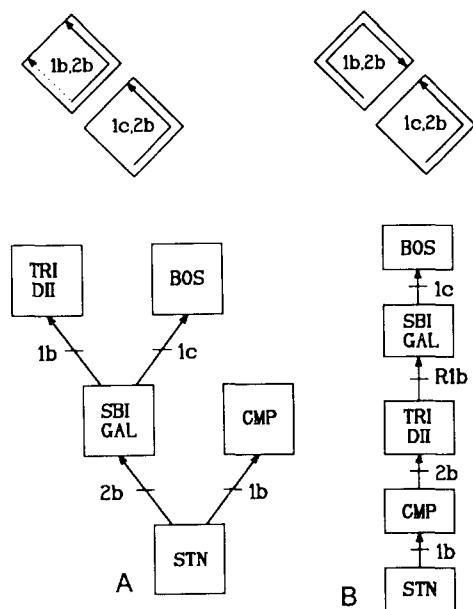 1b,2b
1c,2b
1b,2b
1c,2b
TRI
DII
BOS
1b
1c
SBI
GAL
CMP
2b
1b
STN
A
BOS
1c
SBI
GAL
R1b
TRI
DII
2b
CMP
1b
STN
B